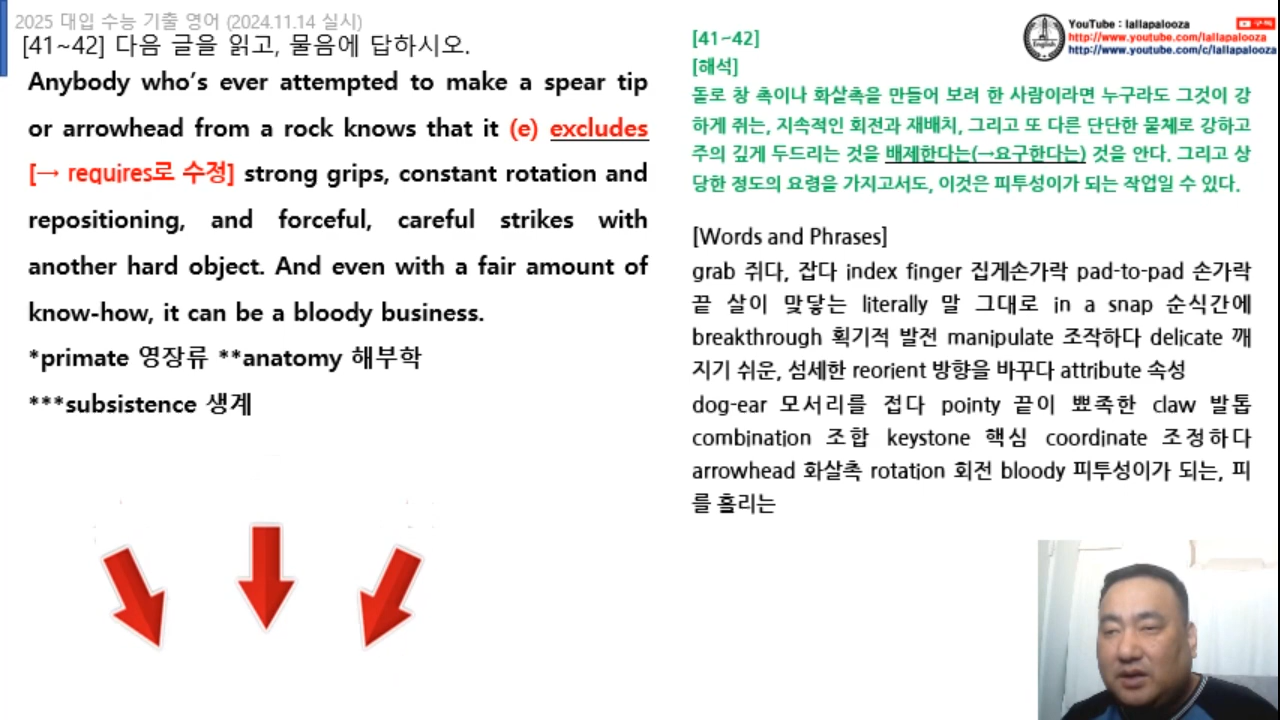 2025 대입 수능 기출 영어 (2024.11.14 실시)
[41~42] 다음 글을 읽고, 물음에 답하시오.
Anybody who’s ever attempted to make a spear tip
or arrowhead from a rock knows that it (e) excludes
[→ requires로 수정] strong grips, constant rotation and
repositioning, and forceful, careful strikes with
another hard object. And even with a fair amount of
know-how, it can be a bloody business.
*primate 영장류 **anatomy 해부학
***subsistence 생계
[41~42]
[해석]
돌로 창 촉이나 화살촉을 만들어 보려 한 사람이라면 누구라도 그것이 강
하게 쥐는, 지속적인 회전과 재배치, 그리고 또 다른 단단한 물체로 강하고
주의 깊게 두드리는 것을 배제한다는(→요구한다는) 것을 안다. 그리고 상
당한 정도의 요령을 가지고서도, 이것은 피투성이가 되는 작업일 수 있다.
[Words and Phrases]
grab 쥐다, 잡다 index finger 집게손가락 pad-to-pad 손가락
끝 살이 맞닿는 literally 말 그대로 in a snap 순식간에
breakthrough 획기적 발전 manipulate 조작하다 delicate 깨
지기 쉬운, 섬세한 reorient 방향을 바꾸다 attribute 속성
dog-ear 모서리를 접다 pointy 끝이 뾰족한 claw 발톱
combination 조합 keystone 핵심 coordinate 조정하다
arrowhead 화살촉 rotation 회전 bloody 피투성이가 되는, 피
를 흘리는
YouTube : lallapalooza
구독
http://www.youtube.com/lallapalooza
http://www.youtube.com/c/lallapalooza
English